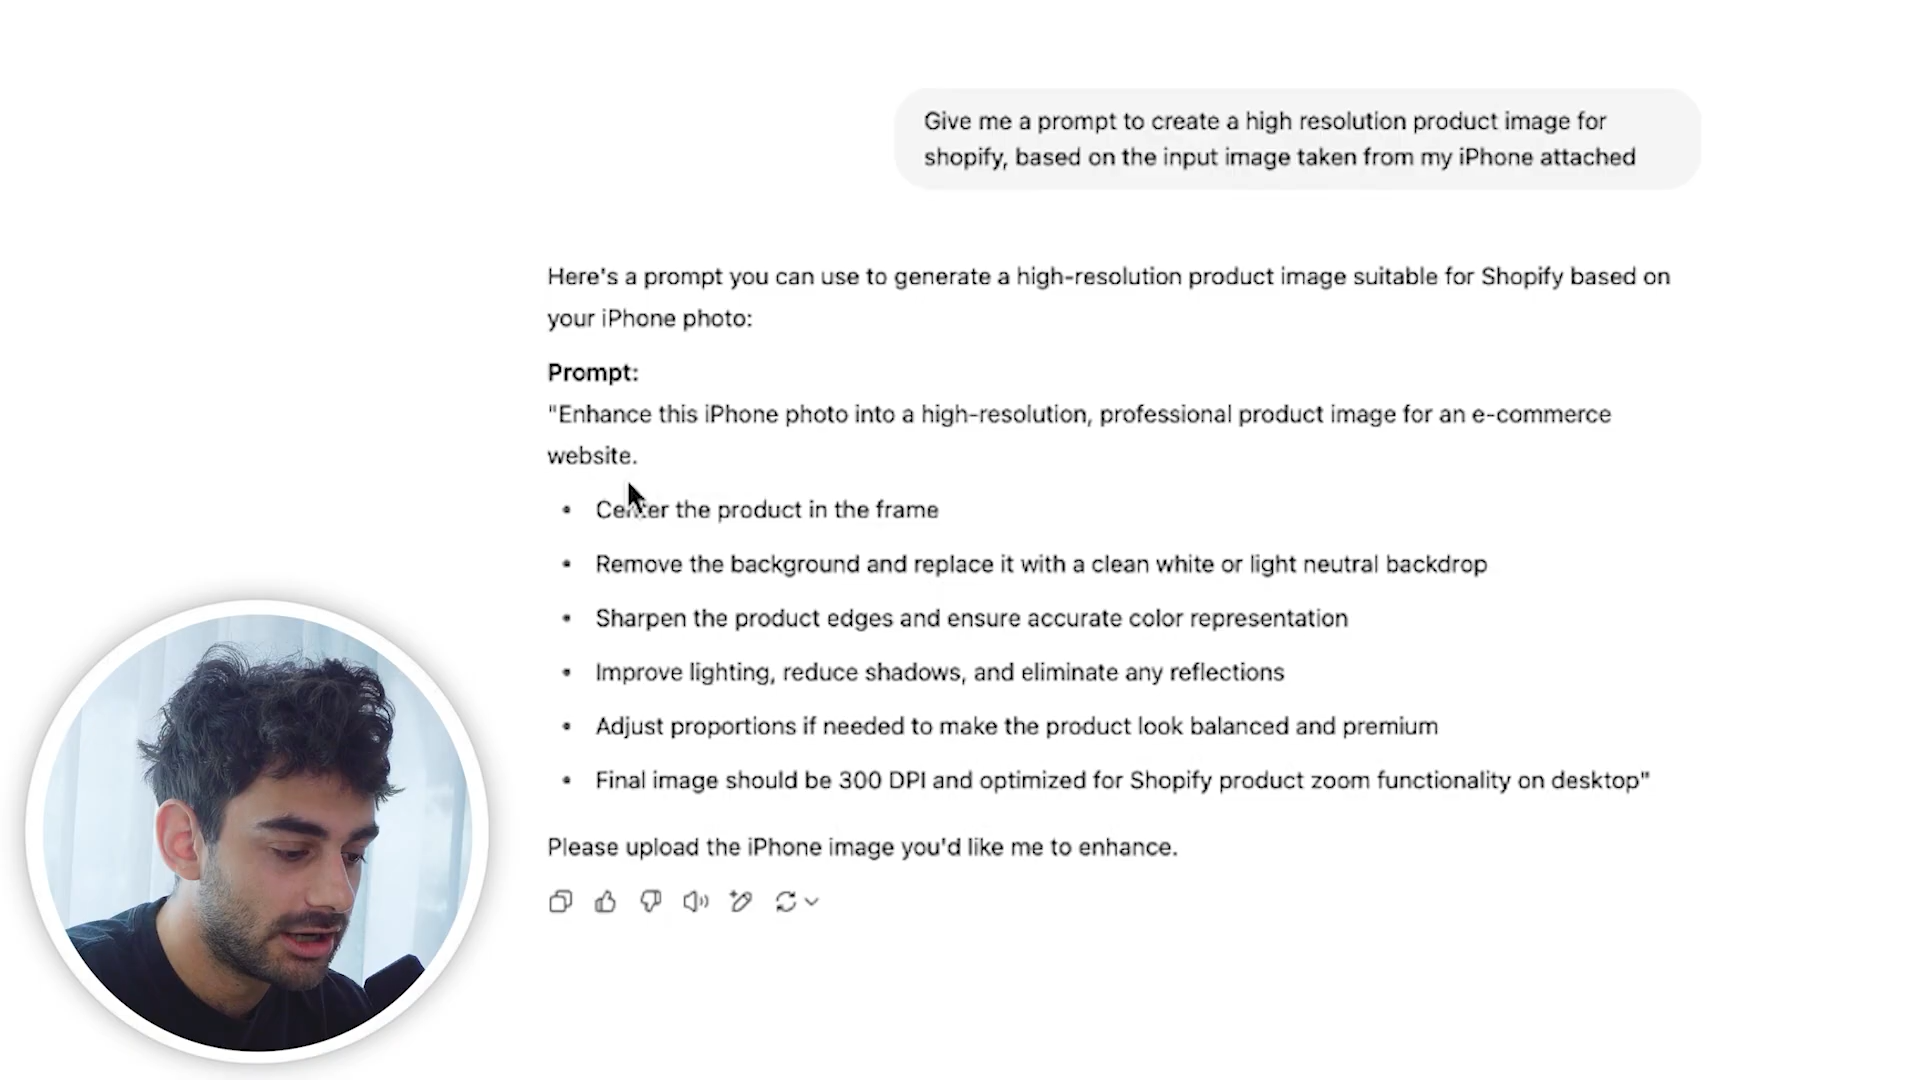 Give me a prompt to create a high resolution product image for
shopify, based on the input image taken from my iPhone attached
Here's a prompt you can use to generate a high-resolution product image suitable for Shopify based on
your iPhone photo:
Prompt:
"Enhance this iPhone photo into a high-resolution, professional product image for an e-commerce
website.
• Center the product in the frame
• Remove the background and replace it with a clean white or light neutral backdrop
• Sharpen the product edges and ensure accurate color representation
• Improve lighting, reduce shadows, and eliminate any reflections
• Adjust proportions if needed to make the product look balanced and premium
• Final image should be 300 DPI and optimized for Shopify product zoom functionality on desktop"
Please upload the iPhone image you'd like me to enhance.